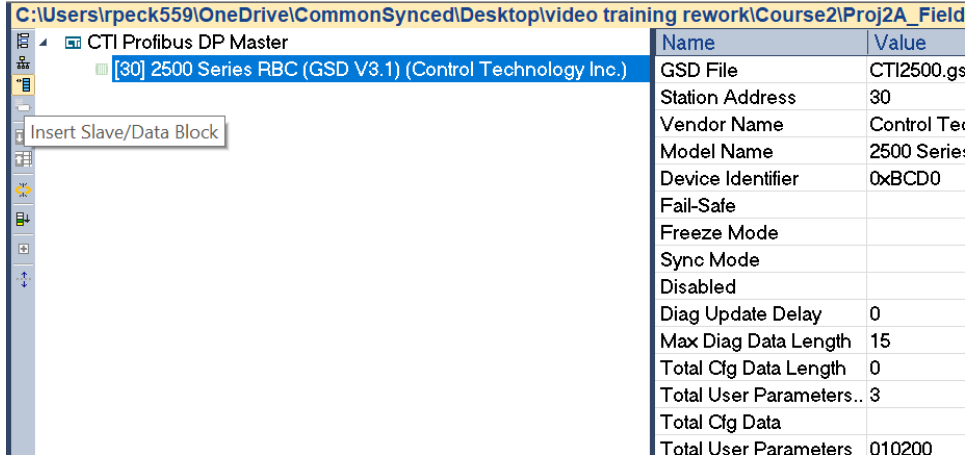 C:\Users\rpeck559\OneDrive\CommonSynced\Desktop\video training rework\Course2\Proj2A_Field
CTI Profibus DP Master
[30] 2500 Series RBC (GSD V3.1) (Control Technology Inc.)
Insert Slave/Data Block
Name Value
GSD File CTI2500.gs
Station Address 30
Vendor Name Control Tec
Model Name 2500 Series
Device Identifier 0xBCD0
Fail-Safe
Freeze Mode
Sync Mode
Disabled
Diag Update Delay 0
Max Diag Data Length 15
Total Cfg Data Length 0
Total User Parameters.. 3
Total Cfg Data
Total User Parameters 010200